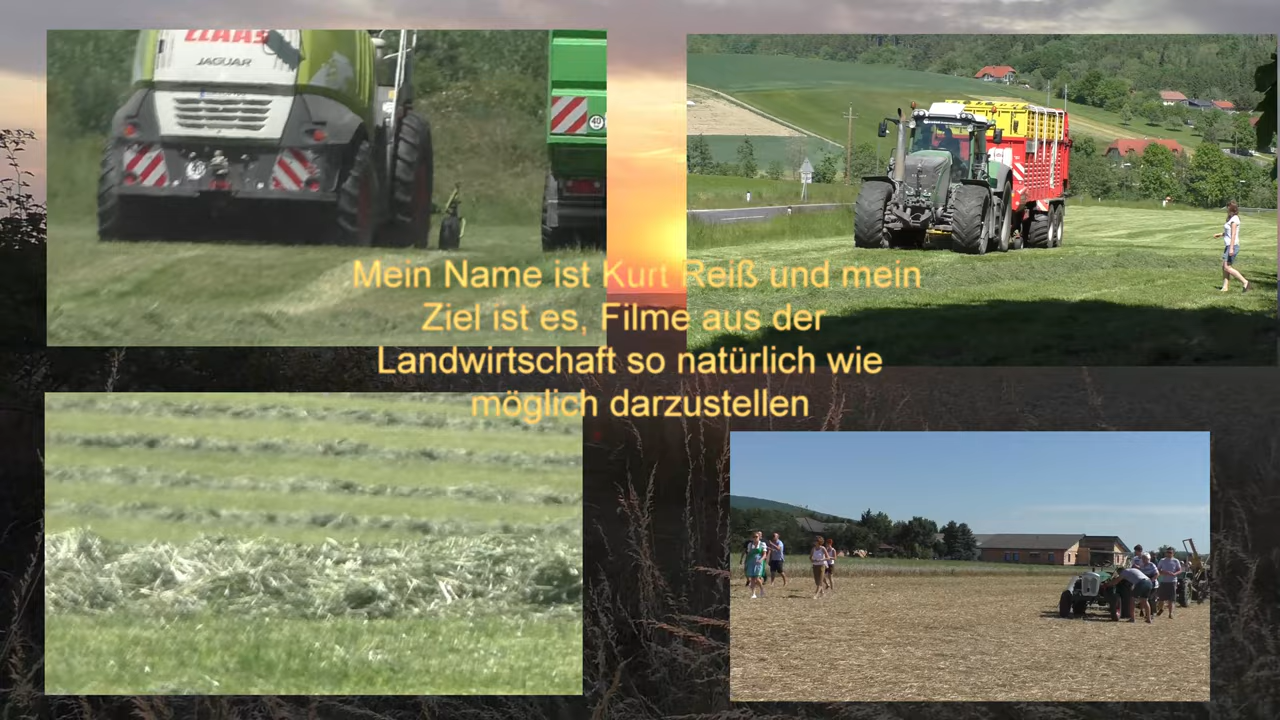 CLAAS
JAGUAR
40
Mein Name ist Kurt Reiß und mein
Ziel ist es, Filme aus der
Landwirtschaft so natürlich wie
möglich darzustellen